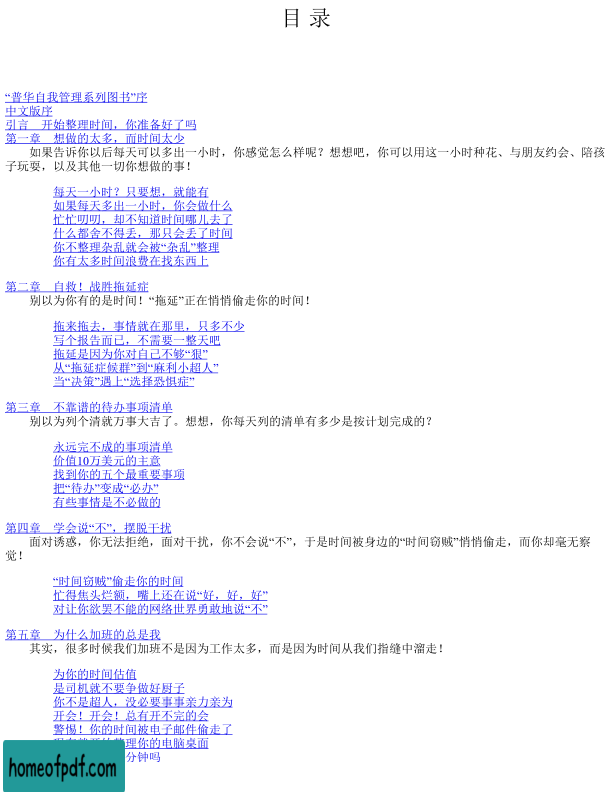 目 录
“普华自我管理系列图书”序
中文版序
引言　开始整理时间，你准备好了吗
第一章　想做的太多，而时间太少
如果告诉你以后每天可以多出一小时，你感觉怎么样呢？想想吧，你可以用这一小时种花、与朋友约会、陪孩
子玩耍，以及其他一切你想做的事！
每天一小时？只要想，就能有
如果每天多出一小时，你会做什么
忙忙叨叨，却不知道时间哪儿去了
什么都舍不得丢，那只会丢了时间
你不整理杂乱就会被“杂乱”整理
你有太多时间浪费在找东西上
第二章　自救！战胜拖延症
别以为你有的是时间！“拖延”正在悄悄偷走你的时间！
拖来拖去，事情就在那里，只多不少
写个报告而已，不需要一整天吧
拖延是因为你对自己不够“狠”
从“拖延症候群”到“麻利小超人”
当“决策”遇上“选择恐惧症”
第三章　不靠谱的待办事项清单
别以为列个清就万事大吉了。想想，你每天列的清单有多少是按计划完成的？
永远完不成的事项清单
价值10万美元的主意
找到你的五个最重要事项
把“待办”变成“必办”
有些事情是不必做的
第四章　学会说“不”，摆脱干扰
面对诱惑，你无法拒绝，面对干扰，你不会说“不”，于是时间被身边的“时间窃贼”悄悄偷走，而你却毫无察
觉！
“时间窃贼”偷走你的时间
忙得焦头烂额，嘴上还在说“好，好，好”
对让你欲罢不能的网络世界勇敢地说“不”
第五章　为什么加班的总是我
其实，很多时候我们加班不是因为工作太多，而是因为时间从我们指缝中溜走！
为你的时间估值
是司机就不要争做好厨子
你不是超人，没必要事事亲力亲为
开会！开会！总有开不完的会
警惕！你的时间被电子邮件偷走了
理你的电脑桌面
分钟吗
homeofpdf.com